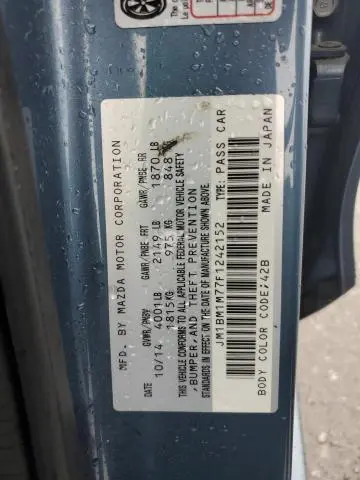 MFD. BY MAZDA MOTOR CORPORATION
DATE GVWR/PNBV GAWR/PNBE FRT GAWR/PNBE RR
10/14 4001LB 2149 LB 1870 LB
1815KG 975 KG 848
THIS VEHICLE CONFORMS TO ALL APPLICABLE FEDERAL MOTOR VEHICLE SAFETY
,BUMPER,AND THEFT PREVENTION
STANDARDS IN EFFECT ON THE DATE OF MANUFACTURE SHOWN ABOVE.
JM1BM1M77F1242152 TYPE: PASS CAR
BODY COLOR CODE;42B MADE IN JAPAN